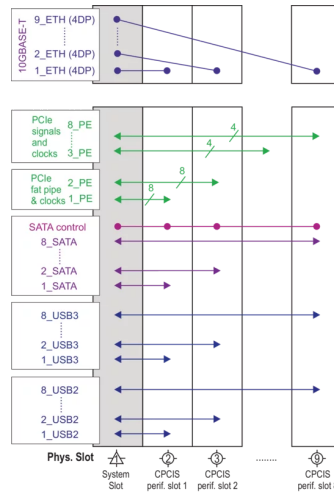 10GBASE-T
9_ETH (4DP)
2_ETH (4DP)
1_ETH (4DP)
PCIe
signals
and
clocks
8_PE
3_PE
4
4
PCIe
fat pipe
& clocks
2_PE
1_PE
8
8
SATA control
8_SATA
2_SATA
1_SATA
8_USB3
2_USB3
1_USB3
8_USB2
2_USB2
1_USB2
Phys. Slot 1 2 3 ........ 9
System
Slot
CPCIS
perif. slot 1
CPCIS
perif. slot 2
CPCIS
perif. slot